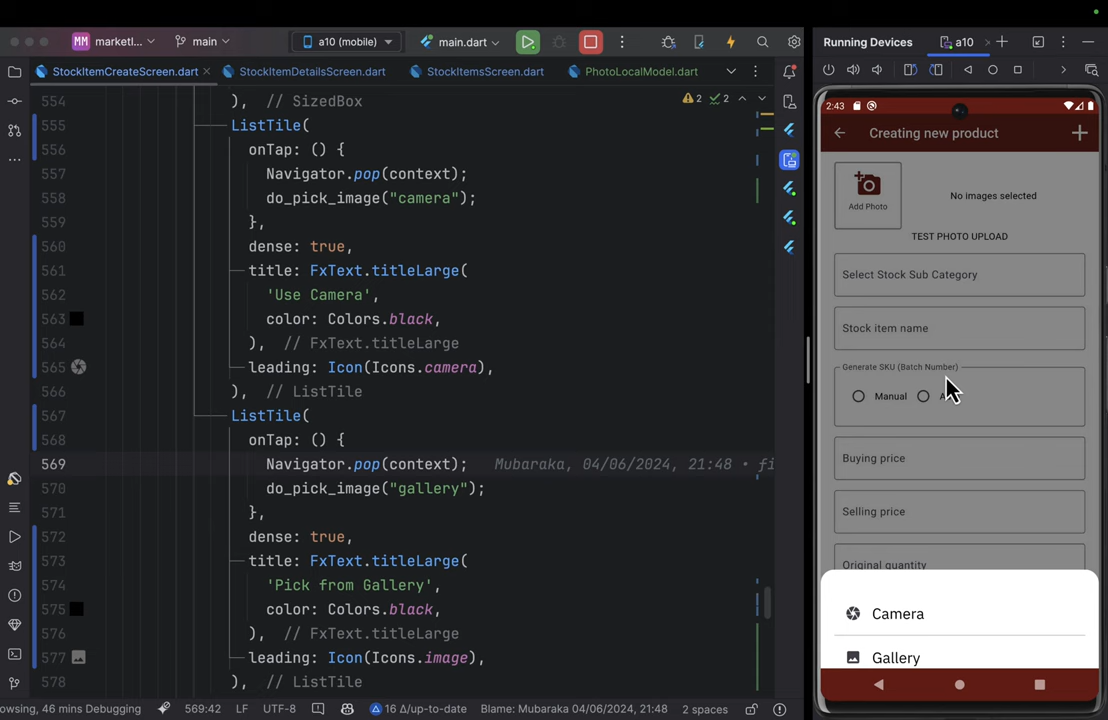 MM marketl...
main
a10 (mobile)
main.dart
Running Devices
a10
StockItemCreateScreen.dart
StockItemDetailsScreen.dart
StockItemsScreen.dart
PhotoLocalModel.dart
2 2
554 ), // SizedBox
555 ListTile(
556 onTap: () {
557 Navigator.pop(context);
558 do_pick_image("camera");
559 },
560 dense: true,
561 title: FxText.titleLarge(
562 'Use Camera',
563 color: Colors.black,
564 ), // FxText.titleLarge
565 leading: Icon(Icons.camera),
566 ), // ListTile
567 ListTile(
568 onTap: () {
569 Navigator.pop(context); Mubaraka, 04/06/2024, 21:48 • fi
570 do_pick_image("gallery");
571 },
572 dense: true,
573 title: FxText.titleLarge(
574 'Pick from Gallery',
575 color: Colors.black,
576 ), // FxText.titleLarge
577 leading: Icon(Icons.image),
578 ), // ListTile
owsing, 46 mins Debugging
569:42 LF UTF-8 16 Δ/up-to-date Blame: Mubaraka 04/06/2024, 21:48 2 spaces
2:43
Creating new product
Add Photo
No images selected
TEST PHOTO UPLOAD
Select Stock Sub Category
Stock item name
Generate SKU (Batch Number)
Manual
Buying price
Selling price
Original quantity
Camera
Gallery